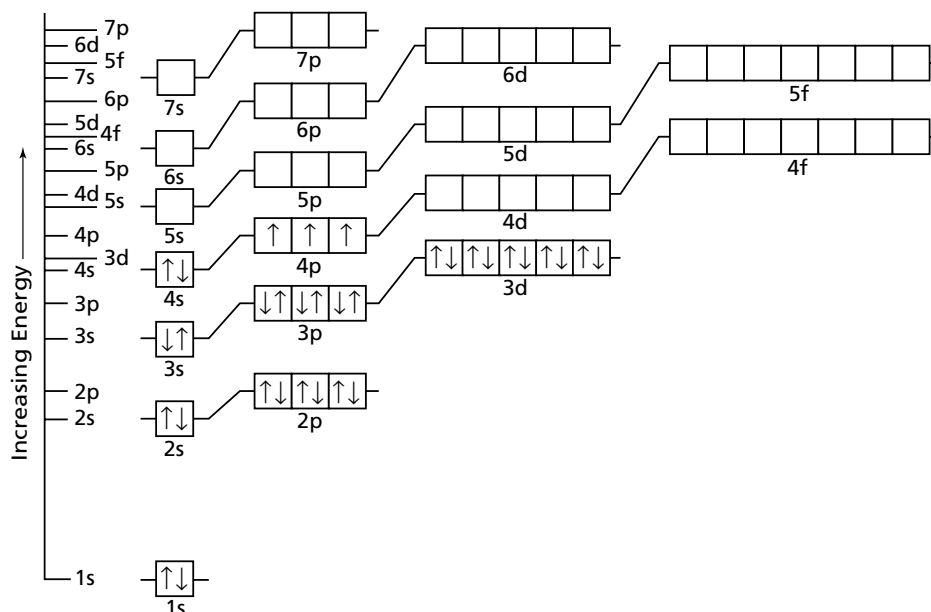 7p
6d
5f
7s
6p
5d
4f
6s
5p
4d
5s
4p
3d
4s
3p
3s
2p
2s
1s
Increasing Energy
7p
6d
7s
5f
6p
5d
6s
4f
5p
4d
5s
↑ ↑ ↑
4p
↑↓ ↑↓ ↑↓ ↑↓ ↑↓
3d
↑↓
4s
↓↑ ↓↑ ↓↑
3p
↓↑
3s
↑↓ ↑↓ ↑↓
2p
↑↓
2s
↑↓
1s